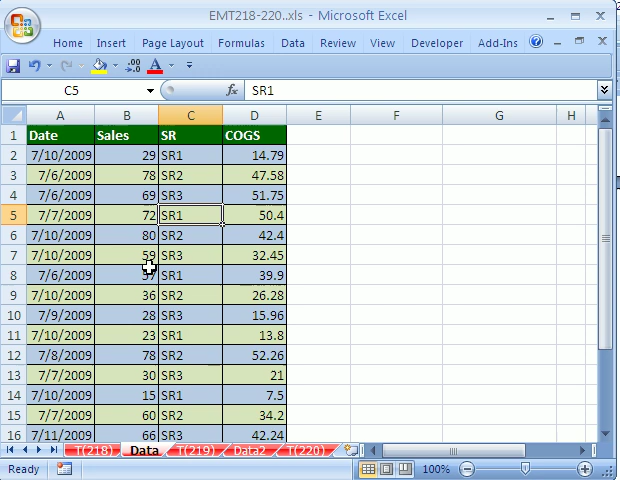 EMT218-220..xls - Microsoft Excel
Home Insert Page Layout Formulas Data Review View Developer Add-Ins
C5 fx SR1
A B C D E F G H
1 Date Sales SR COGS
2 7/10/2009 29 SR1 14.79
3 7/6/2009 78 SR2 47.58
4 7/6/2009 69 SR3 51.75
5 7/7/2009 72 SR1 50.4
6 7/10/2009 80 SR2 42.4
7 7/10/2009 59 SR3 32.45
8 7/6/2009 57 SR1 39.9
9 7/10/2009 36 SR2 26.28
10 7/9/2009 28 SR3 15.96
11 7/10/2009 23 SR1 13.8
12 7/8/2009 78 SR2 52.26
13 7/7/2009 30 SR3 21
14 7/10/2009 15 SR1 7.5
15 7/7/2009 60 SR2 34.2
16 7/11/2009 66 SR3 42.24
T(218) Data T(219) Data2 T(220)
Ready 100%